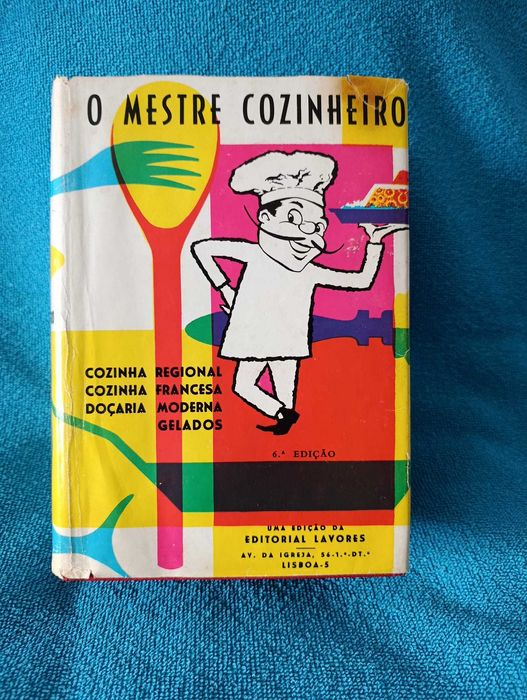 O MESTRE COZINHEIRO
COZINHA REGIONAL
COZINHA FRANCESA
DOÇARIA MODERNA
GELADOS
6.ª EDIÇÃO
UMA EDIÇÃO DA
EDITORIAL LAVORES
AV. DA IGREJA, 56-1.º-DT.º
LISBOA-5